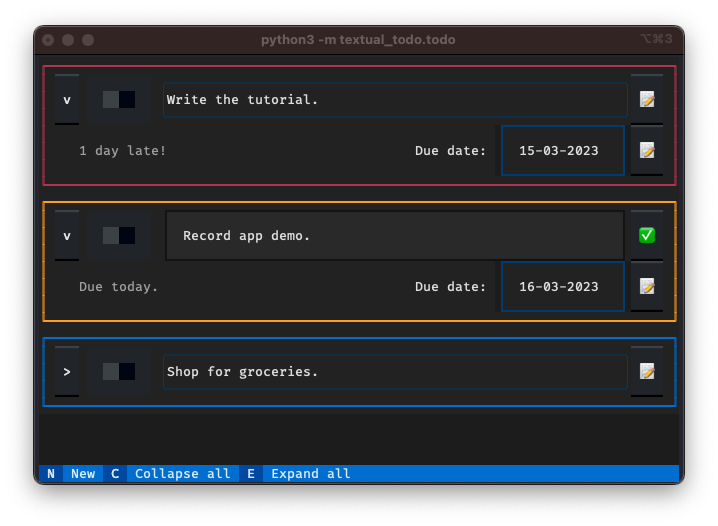 python3 -m textual_todo.todo
⌥⌘3
v Write the tutorial.
1 day late! Due date: 15-03-2023
v Record app demo.
Due today. Due date: 16-03-2023
> Shop for groceries.
N New C Collapse all E Expand all